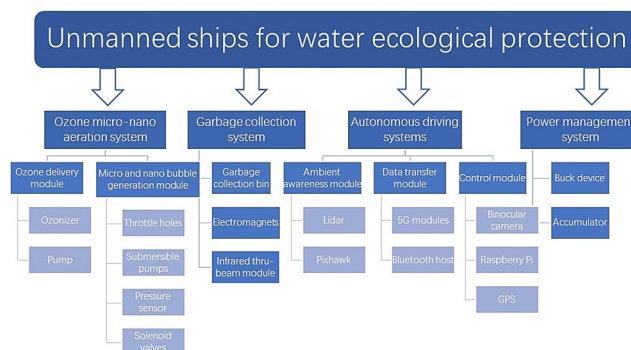 Unmanned ships for water ecological protection
Ozone micro-nano
aeration system
Garbage collection
system
Autonomous driving
systems
Power management
system
Ozone delivery
module
Micro and nano bubble
generation module
Garbage
collection bin
Ambient
awareness module
Data transfer
module
Control module
Buck device
Ozonizer
Throttle holes
Electromagnets
Lidar
5G modules
Binocular
camera
Accumulator
Pump
Submersible
pumps
Infrared thru-
beam module
Pixhawk
Bluetooth host
Raspberry Pi
Pressure
sensor
GPS
Solenoid
valves